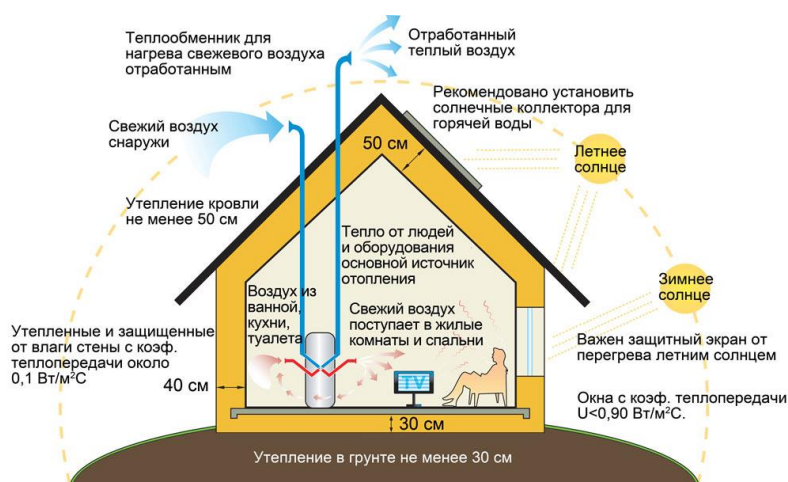 Теплообменник для
нагрева свежевого воздуха
отработанным
Отработанный
теплый воздух
Рекомендовано установить
солнечные коллектора для
горячей воды
Свежий воздух
снаружи
50 см
Летнее
солнце
Утепление кровли
не менее 50 см
Тепло от людей
и оборудования
основной источник
отопления
Зимнее
солнце
Воздух из
ванной,
кухни,
туалета
Свежий воздух
поступает в жилые
комнаты и спальни
Утепленные и защищенные
от влаги стены с коэф.
теплопередачи около
0,1 Вт/м²С
Важен защитный экран от
перегрева летним солнцем
40 см
TV
Окна с коэф. теплопередачи
U<0,90 Вт/м²С.
30 см
Утепление в грунте не менее 30 см